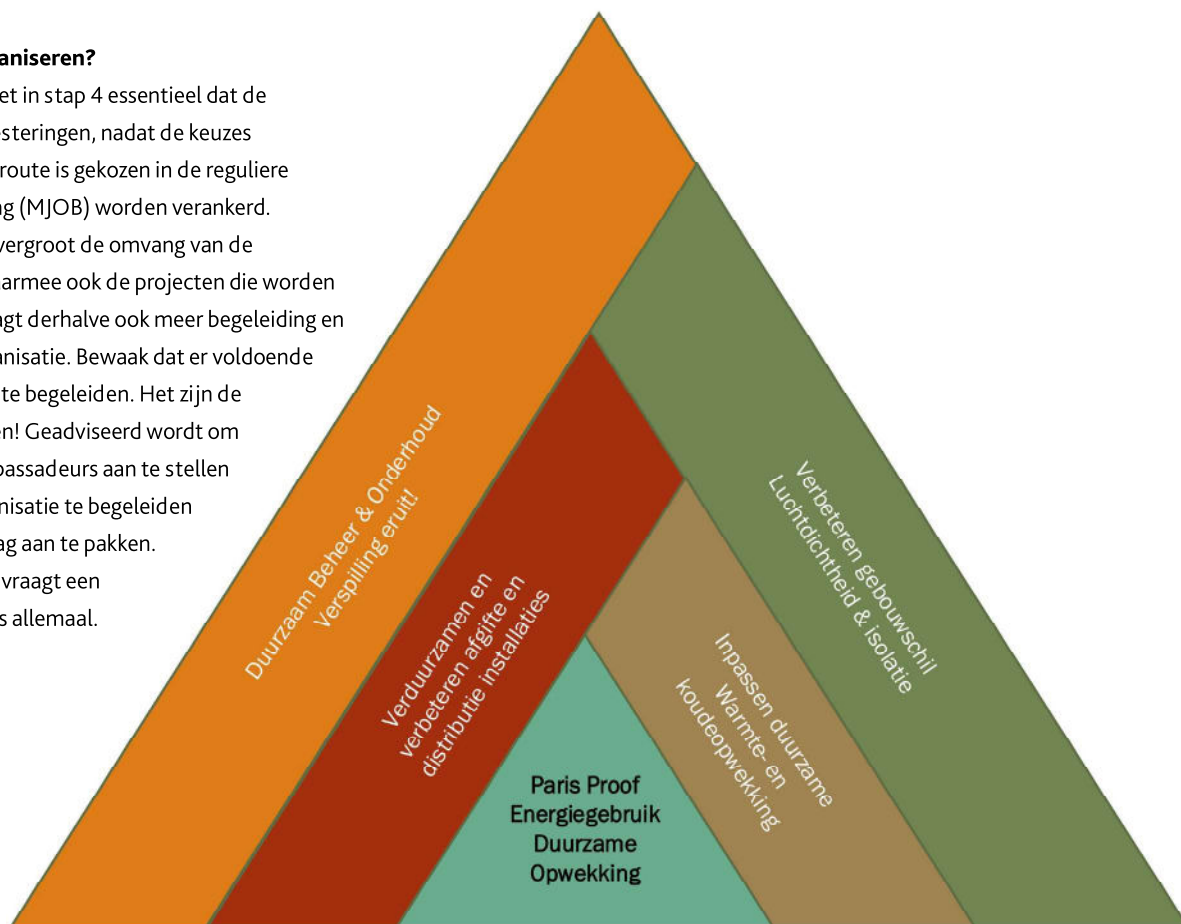 aniseren?
et in stap 4 essentieel dat de
steringen, nadat de keuzes
route is gekozen in de reguliere
ng (MJOB) worden verankerd.
vergroot de omvang van de
armee ook de projecten die worden
agt derhalve ook meer begeleiding en
anisatie. Bewaak dat er voldoende
te begeleiden. Het zijn de
en! Geadviseerd wordt om
bassadeurs aan te stellen
nisatie te begeleiden
ag aan te pakken.
vraagt een
s allemaal.
Duurzaam Beheer & Onderhoud
Verspilling eruit!
Verduurzamen en
verbeteren afgifte en
distributie installaties
Paris Proof
Energiegebruik
Duurzame
Opwekking
Inpassen duurzame
Warmte- en
koudeopwekking
Verbeteren gebouwschil
Luchtdichtheid & isolatie